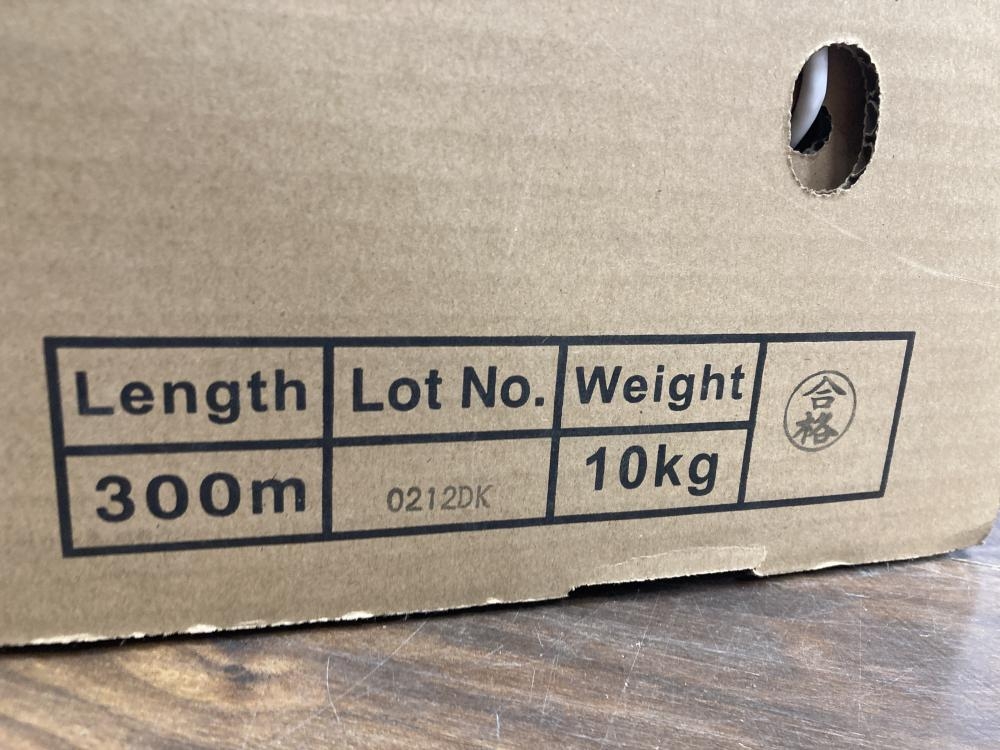 Length Lot No. Weight
300m 0212DK 10kg
合格